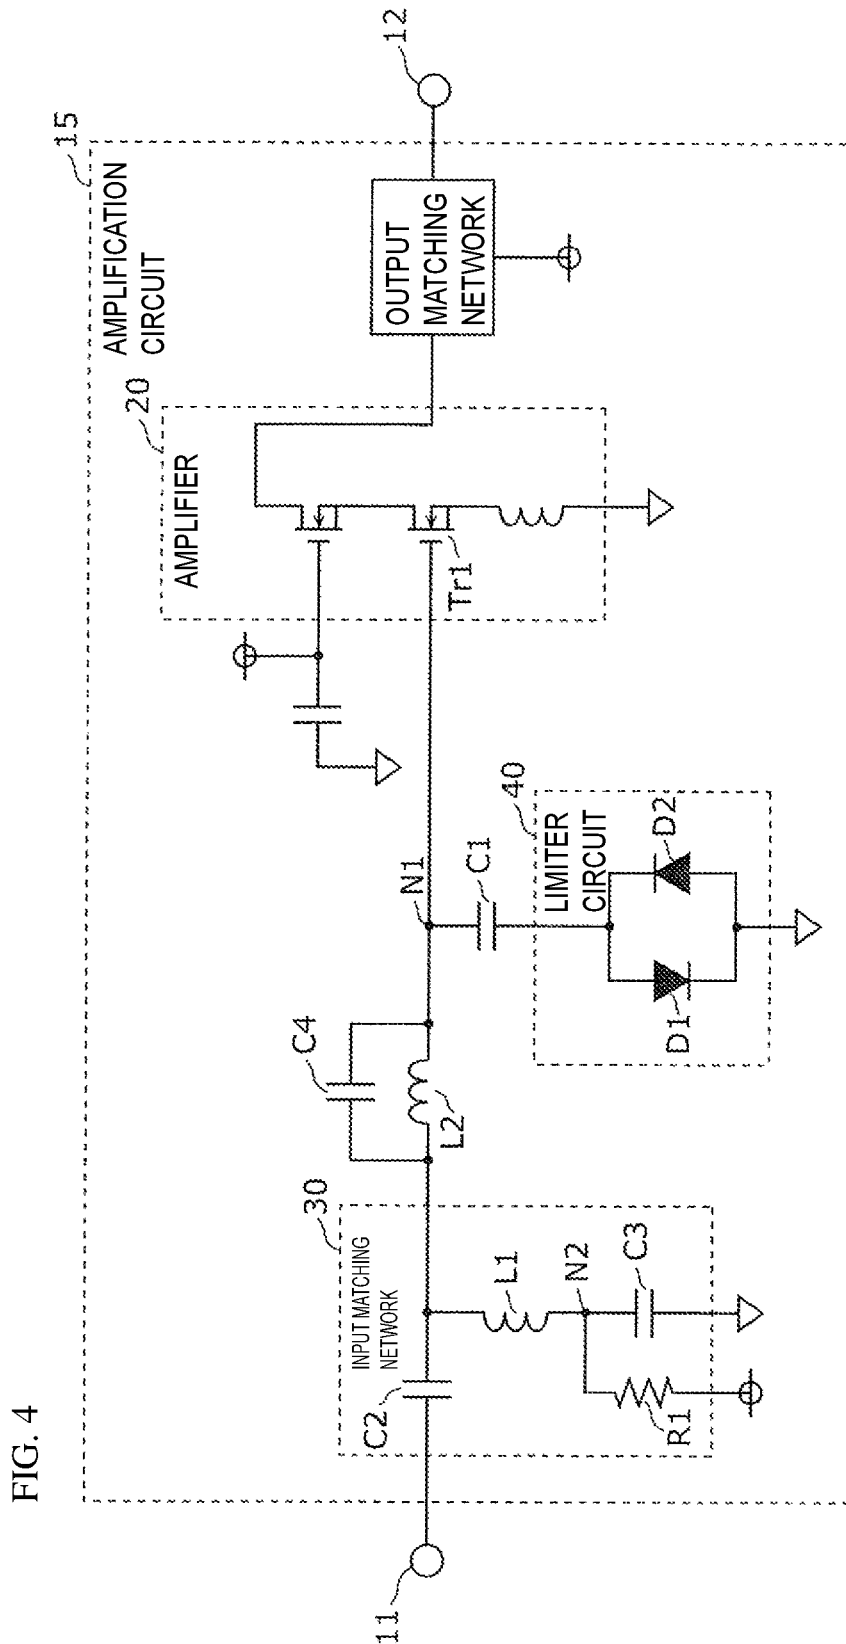 FIG. 4
15
AMPLIFICATION
CIRCUIT
20
AMPLIFIER
12
OUTPUT
MATCHING
NETWORK
Tr1
40
LIMITER
CIRCUIT
N1
C1
D1
D2
C4
L2
30
INPUT MATCHING
NETWORK
C2
L1
N2
C3
R1
11